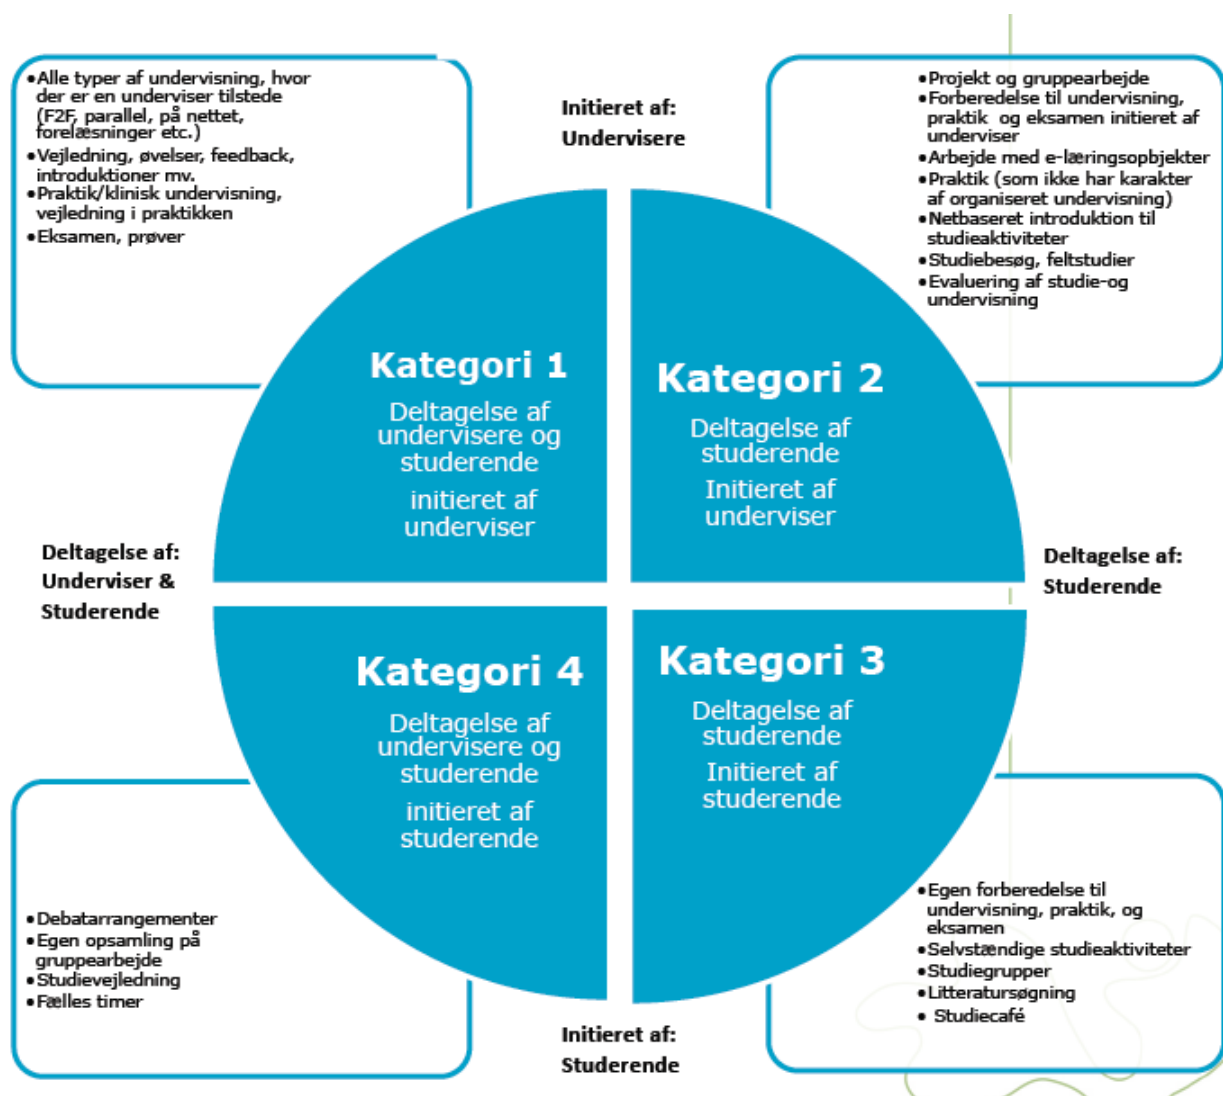 •Alle typer af undervisning, hvor
der er en underviser tilstede
(F2F, parallel, på nettet,
forelæsninger etc.)
•Vejledning, øvelser, feedback,
introduktioner mv.
•Praktik/klinisk undervisning,
vejledning i praktikken
•Eksamen, prøver
Initieret af:
Undervisere
•Projekt og gruppearbejde
•Forberedelse til undervisning,
praktik og eksamen initieret af
underviser
•Arbejde med e-læringsopbjekter
•Praktik (som ikke har karakter
af organiseret undervisning)
•Netbaseret introduktion til
studieaktiviteter
•Studiebesøg, feltstudier
•Evaluering af studie-og
undervisning
Kategori 1
Deltagelse af
undervisere og
studerende
initieret af
underviser
Kategori 2
Deltagelse af
studerende
Initieret af
underviser
Deltagelse af:
Underviser &
Studerende
Deltagelse af:
Studerende
Kategori 4
Deltagelse af
undervisere og
studerende
initieret af
studerende
Kategori 3
Deltagelse af
studerende
Initieret af
studerende
•Debatarrangementer
•Egen opsamling på
gruppearbejde
•Studievejledning
•Fælles timer
Initieret af:
Studerende
•Egen forberedelse til
undervisning, praktik, og
eksamen
•Selvstændige studieaktiviteter
•Studiegrupper
•Litteratursøgning
• Studiecafé